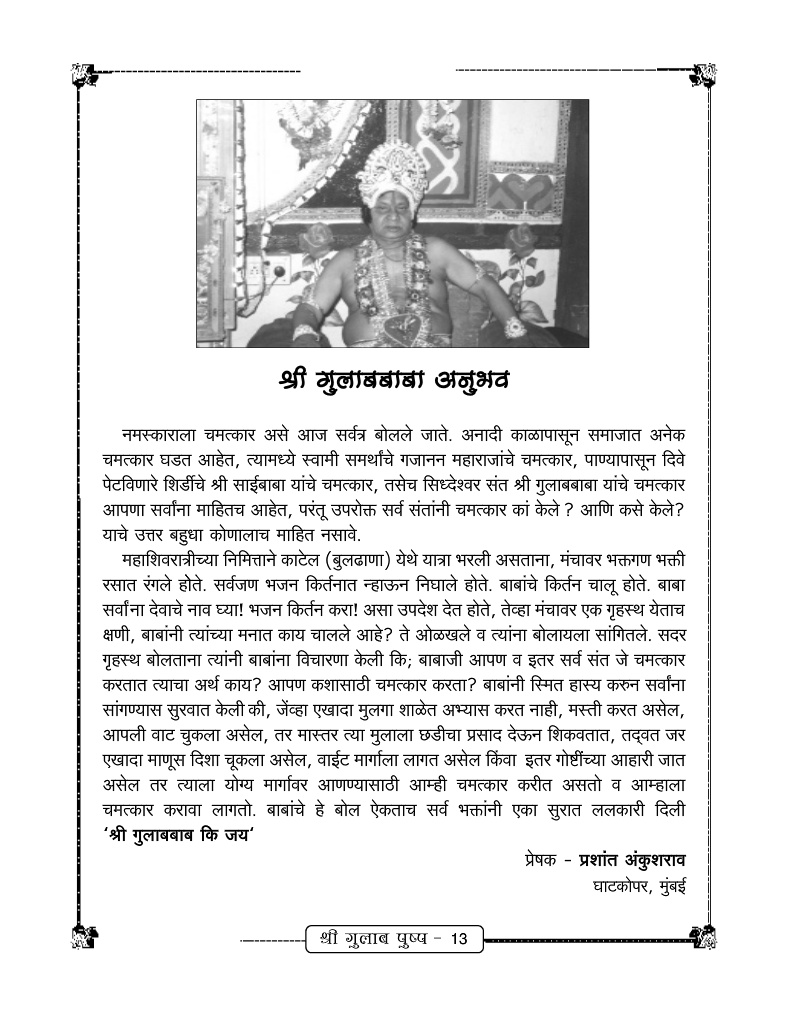 श्री गुलाबबाबा अनुभव
नमस्काराला चमत्कार असे आज सर्वत्र बोलले जाते. अनादी काळापासून समाजात अनेक
चमत्कार घडत आहेत, त्यामध्ये स्वामी समर्थांचे गजानन महाराजांचे चमत्कार, पाण्यापासून दिवे
पेटविणारे शिर्डीचे श्री साईबाबा यांचे चमत्कार, तसेच सिध्देश्वर संत श्री गुलाबबाबा यांचे चमत्कार
आपणा सर्वांना माहितच आहेत, परंतू उपरोक्त सर्व संतांनी चमत्कार कां केले ? आणि कसे केले?
याचे उत्तर बहुधा कोणालाच माहित नसावे.
महाशिवरात्रीच्या निमित्ताने काटेल (बुलढाणा) येथे यात्रा भरली असताना, मंचावर भक्तगण भक्ती
रसात रंगले होते. सर्वजण भजन किर्तनात न्हाऊन निघाले होते. बाबांचे किर्तन चालू होते. बाबा
सर्वांना देवाचे नाव घ्या! भजन किर्तन करा! असा उपदेश देत होते, तेव्हा मंचावर एक गृहस्थ येताच
क्षणी, बाबांनी त्यांच्या मनात काय चालले आहे? ते ओळखले व त्यांना बोलायला सांगितले. सदर
गृहस्थ बोलताना त्यांनी बाबांना विचारणा केली कि; बाबाजी आपण व इतर सर्व संत जे चमत्कार
करतात त्याचा अर्थ काय? आपण कशासाठी चमत्कार करता? बाबांनी स्मित हास्य करुन सर्वांना
सांगण्यास सुरवात केली की, जेंव्हा एखादा मुलगा शाळेत अभ्यास करत नाही, मस्ती करत असेल,
आपली वाट चुकला असेल, तर मास्तर त्या मुलाला छडीचा प्रसाद देऊन शिकवतात, तद्वत जर
एखादा माणूस दिशा चूकला असेल, वाईट मार्गाला लागत असेल किंवा इतर गोष्टींच्या आहारी जात
असेल तर त्याला योग्य मार्गावर आणण्यासाठी आम्ही चमत्कार करीत असतो व आम्हाला
चमत्कार करावा लागतो. बाबांचे हे बोल ऐकताच सर्व भक्तांनी एका सुरात ललकारी दिली
‘श्री गुलाबबाब कि जय‘
प्रेषक - प्रशांत अंकुशराव
घाटकोपर, मुंबई
श्री गुलाब पुष्प - 13